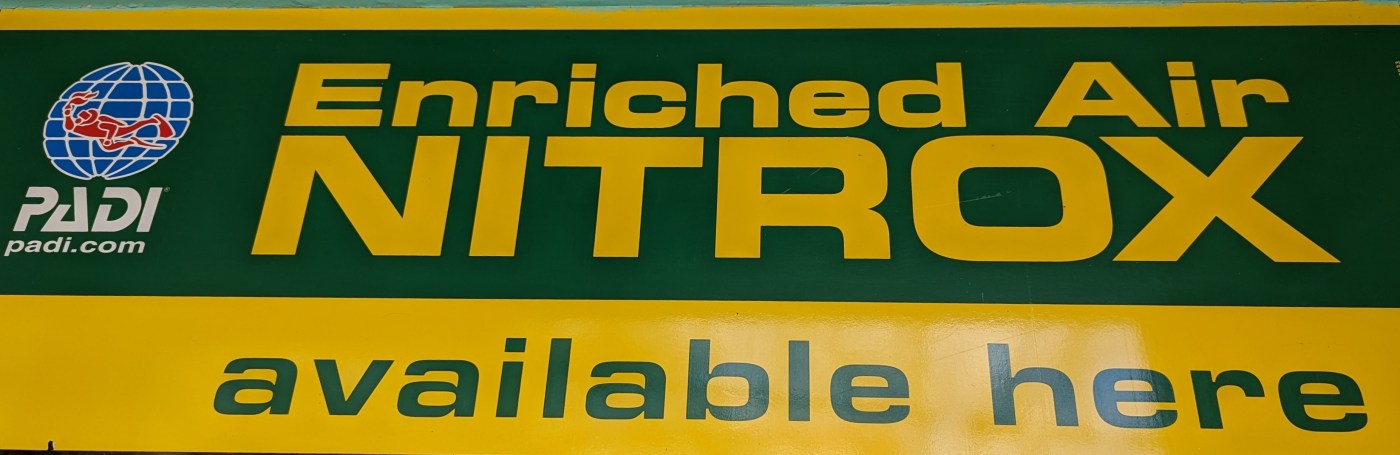 Enriched Air
NITROX
PADI
padi.com
available here